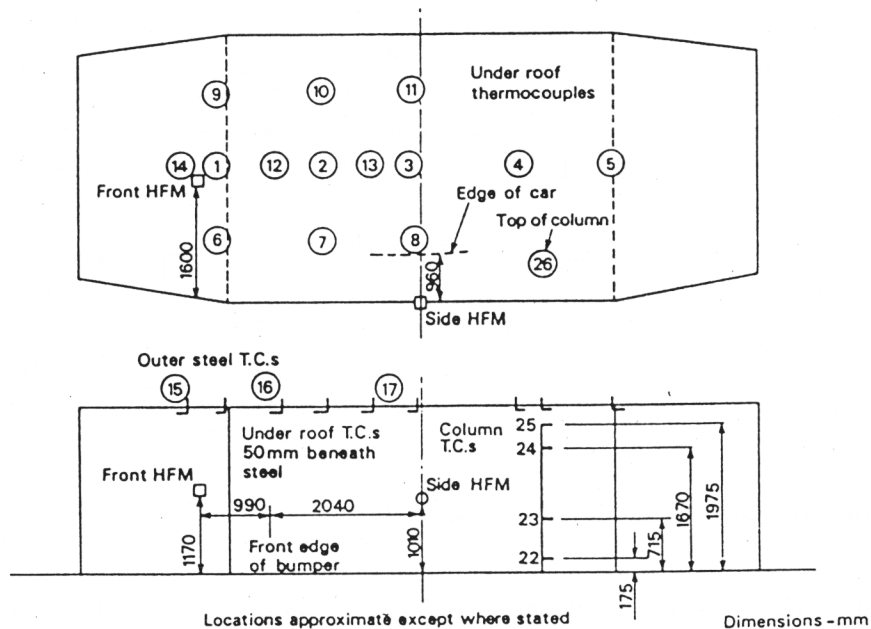 9
10
11
Under roof
thermocouples
14
1
12
2
13
3
4
5
Front HFM
Edge of car
Top of column
6
7
8
26
1600
960
Side HFM
Outer steel T.C.s
15
16
17
Under roof T.C.s
50mm beneath
steel
Column
T.C.s
25
24
Front HFM
Side HFM
990
2040
23
22
1170
Front edge
of bumper
1010
715
1670
1975
175
Locations approximate except where stated
Dimensions - mm